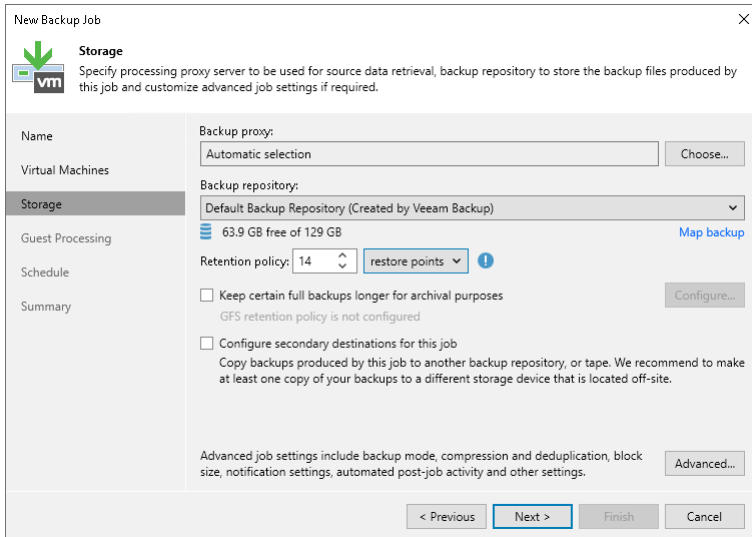 New Backup Job
vm
Storage
Specify processing proxy server to be used for source data retrieval, backup repository to store the backup files produced by
this job and customize advanced job settings if required.
Name
Virtual Machines
Storage
Guest Processing
Schedule
Summary
Backup proxy:
Automatic selection
Choose...
Backup repository:
Default Backup Repository (Created by Veeam Backup)
63.9 GB free of 129 GB
Map backup
Retention policy: 14 restore points
Keep certain full backups longer for archival purposes
Configure...
GFS retention policy is not configured
Configure secondary destinations for this job
Copy backups produced by this job to another backup repository, or tape. We recommend to make
at least one copy of your backups to a different storage device that is located off-site.
Advanced job settings include backup mode, compression and deduplication, block
size, notification settings, automated post-job activity and other settings.
Advanced...
< Previous
Next >
Finish
Cancel